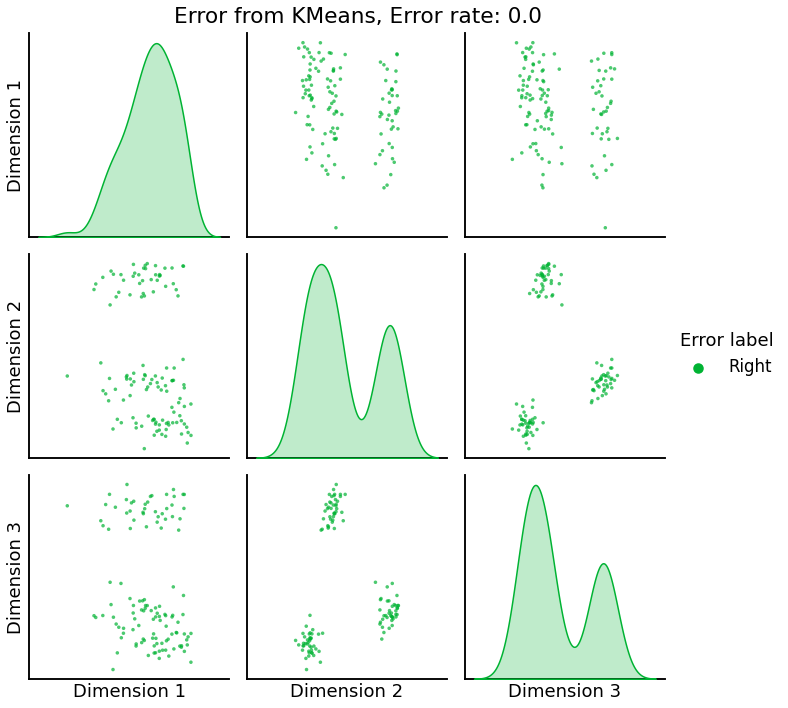 Error from KMeans, Error rate: 0.0
Dimension 1
Dimension 2
Error label
Right
Dimension 3
Dimension 1
Dimension 2
Dimension 3